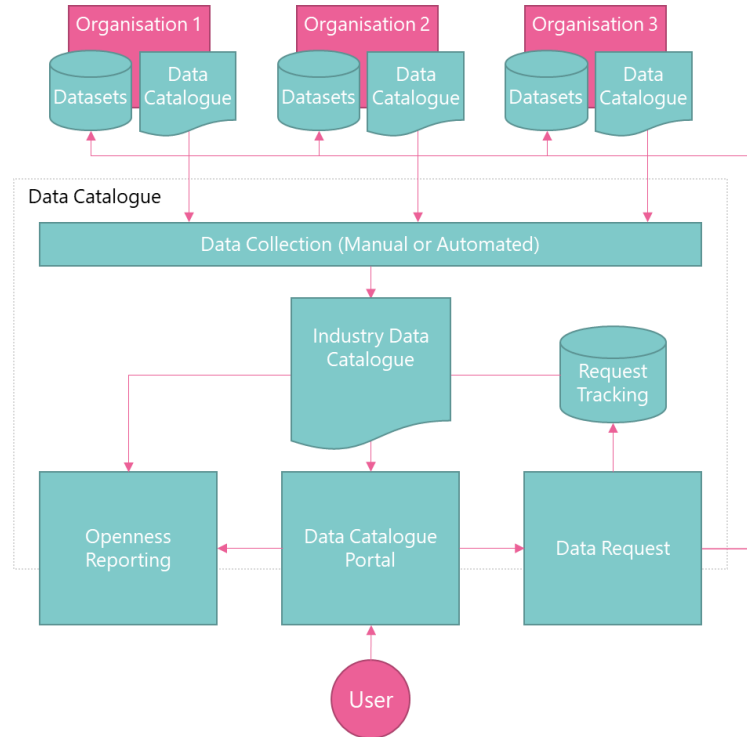 Organisation 1
Organisation 2
Organisation 3
Datasets
Data
Catalogue
Datasets
Data
Catalogue
Datasets
Data
Catalogue
Data Catalogue
Data Collection (Manual or Automated)
Industry Data
Catalogue
Request
Tracking
Openness
Reporting
Data Catalogue
Portal
Data Request
User